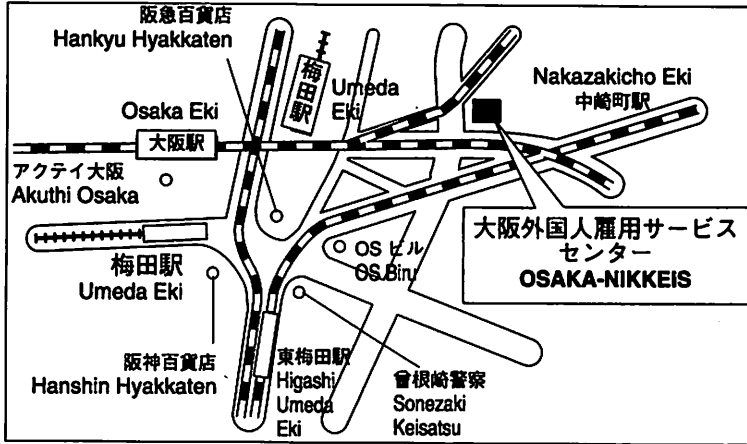 阪急百貨店
Hankyu Hyakkaten
梅田駅
Umeda
Eki
Nakazakicho Eki
中崎町駅
Osaka Eki
大阪駅
アクテイ大阪
Akuthi Osaka
大阪外国人雇用サービス
センター
OSAKA-NIKKEIS
梅田駅
Umeda Eki
OS ビル
OS Biru
阪神百貨店
Hanshin Hyakkaten
東梅田駅
Higashi
Umeda
Eki
曾根崎警察
Sonezaki
Keisatsu